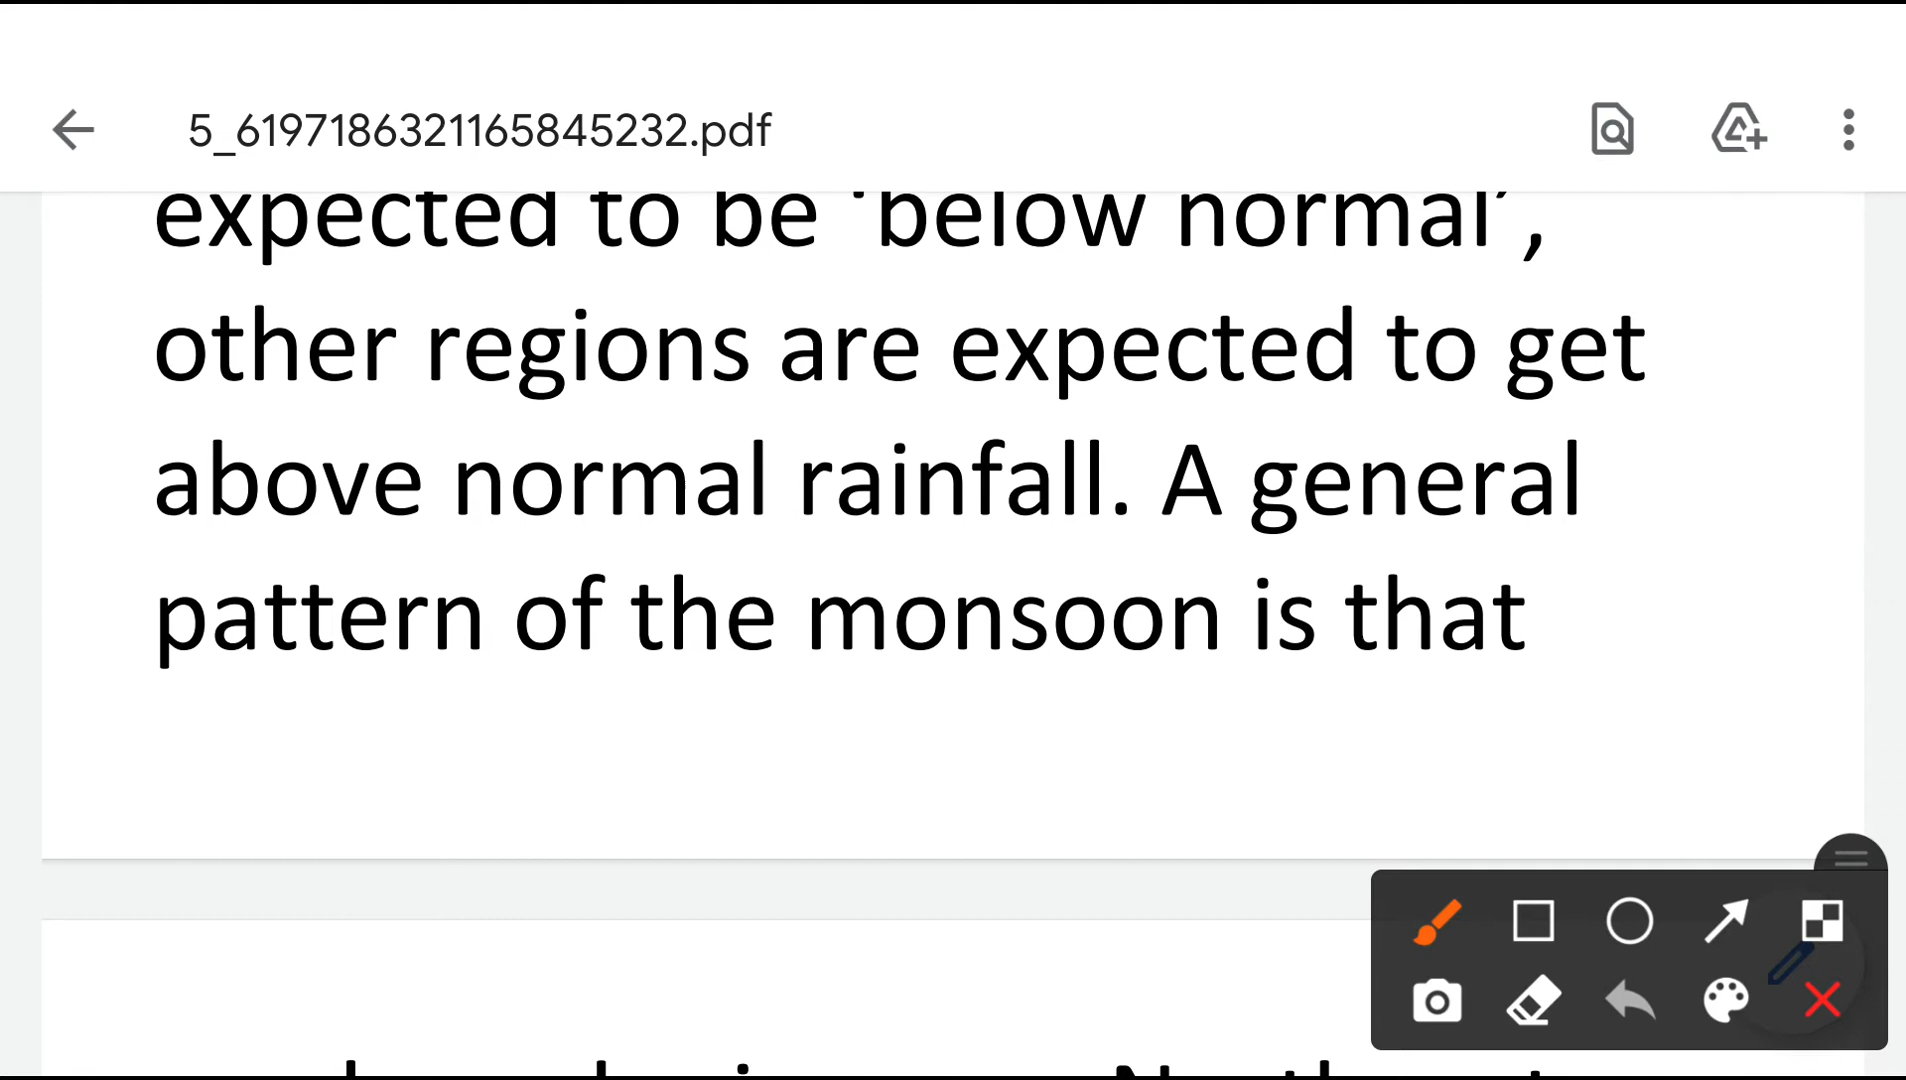 5_6197186321165845232.pdf
expected to be ‘below normal’,
other regions are expected to get
above normal rainfall. A general
pattern of the monsoon is that